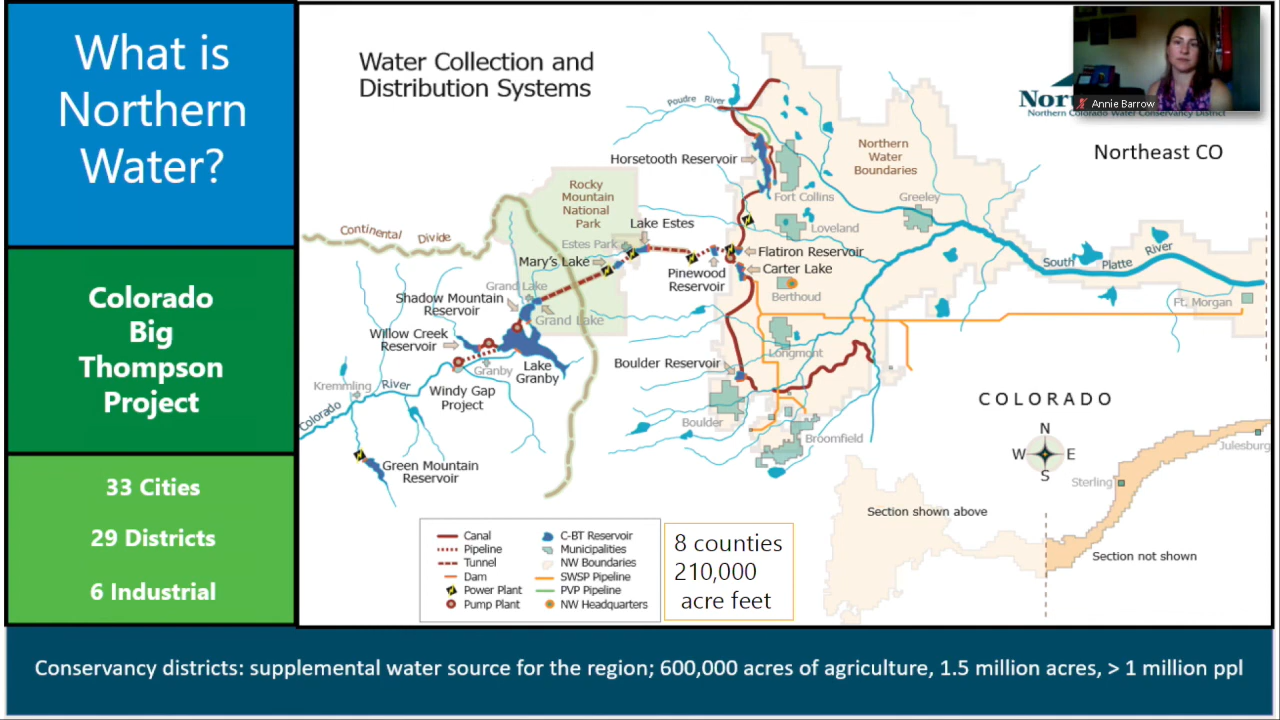 What is
Northern
Water?
Colorado
Big
Thompson
Project
33 Cities
29 Districts
6 Industrial
Water Collection and
Distribution Systems
Annie Barrow
Northern Colorado Water Conservancy District
Northeast CO
Poudre River
Horsetooth Reservoir
Northern
Water
Boundaries
Fort Collins
Greeley
Loveland
Rocky
Mountain
National
Park
Continental Divide
Lake Estes
Estes Park
Mary's Lake
Flatiron Reservoir
Carter Lake
Pinewood
Reservoir
Berthoud
South Platte River
Ft. Morgan
Grand Lake
Shadow Mountain
Reservoir
Grand Lake
Willow Creek
Reservoir
Longmont
Boulder Reservoir
Granby
Lake
Granby
Kremmling
Colorado River
Windy Gap
Project
Boulder
Broomfield
Green Mountain
Reservoir
COLORADO
N
W E
S
Julesburg
Sterling
Section shown above
Section not shown
Canal
Pipeline
Tunnel
Dam
Power Plant
Pump Plant
C-BT Reservoir
Municipalities
NW Boundaries
SWSP Pipeline
PVP Pipeline
NW Headquarters
8 counties
210,000
acre feet
Conservancy districts: supplemental water source for the region; 600,000 acres of agriculture, 1.5 million acres, > 1 million ppl